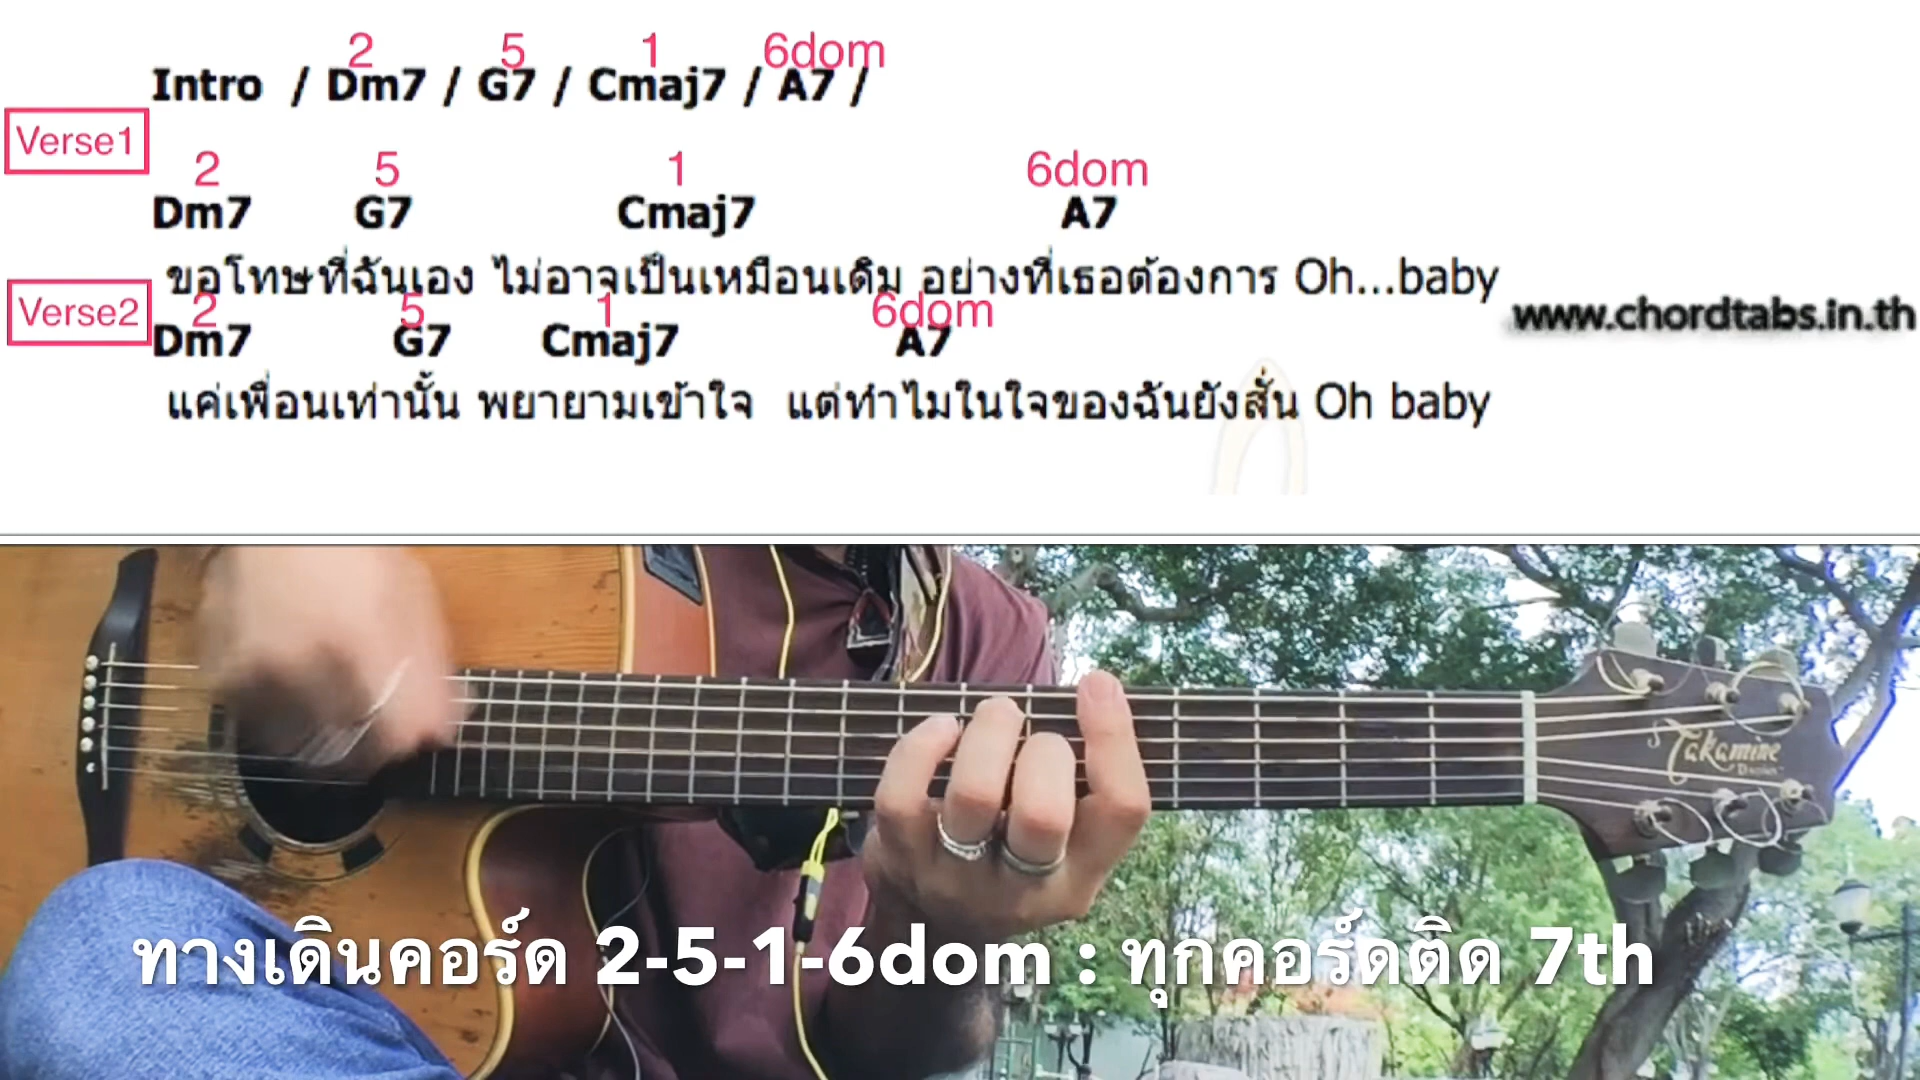 2 5 1 6dom
Intro / Dm7 / G7 / Cmaj7 / A7 /
Verse1
2 5 1 6dom
Dm7 G7 Cmaj7 A7
ขอโทษที่ฉันเอง ไม่อาจเป็นเหมือนเดิม อย่างที่เธอต้องการ Oh...baby
Verse2
2 5 1 6dom
www.chordtabs.in.th
Dm7 G7 Cmaj7 A7
แค่เพื่อนเท่านั้น พยายามเข้าใจ แต่ทำไมในใจของฉันยังสั่น Oh baby
Takamine
ทางเดินคอร์ด 2-5-1-6dom : ทุกคอร์ดติด 7th